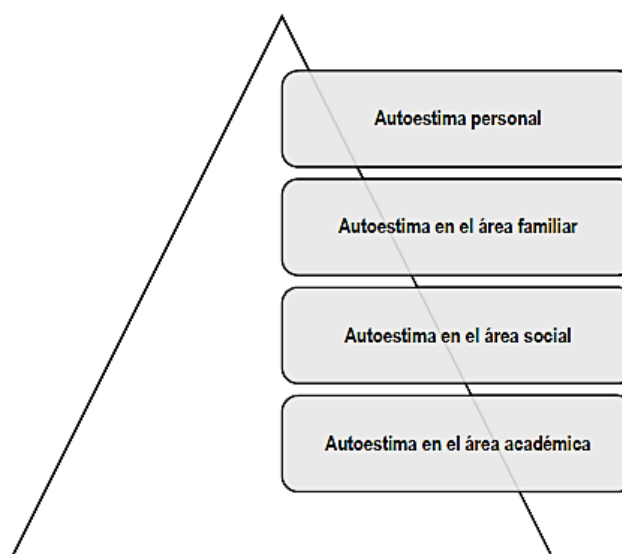 Autoestima personal
Autoestima en el área familiar
Autoestima en el área social
Autoestima en el área académica